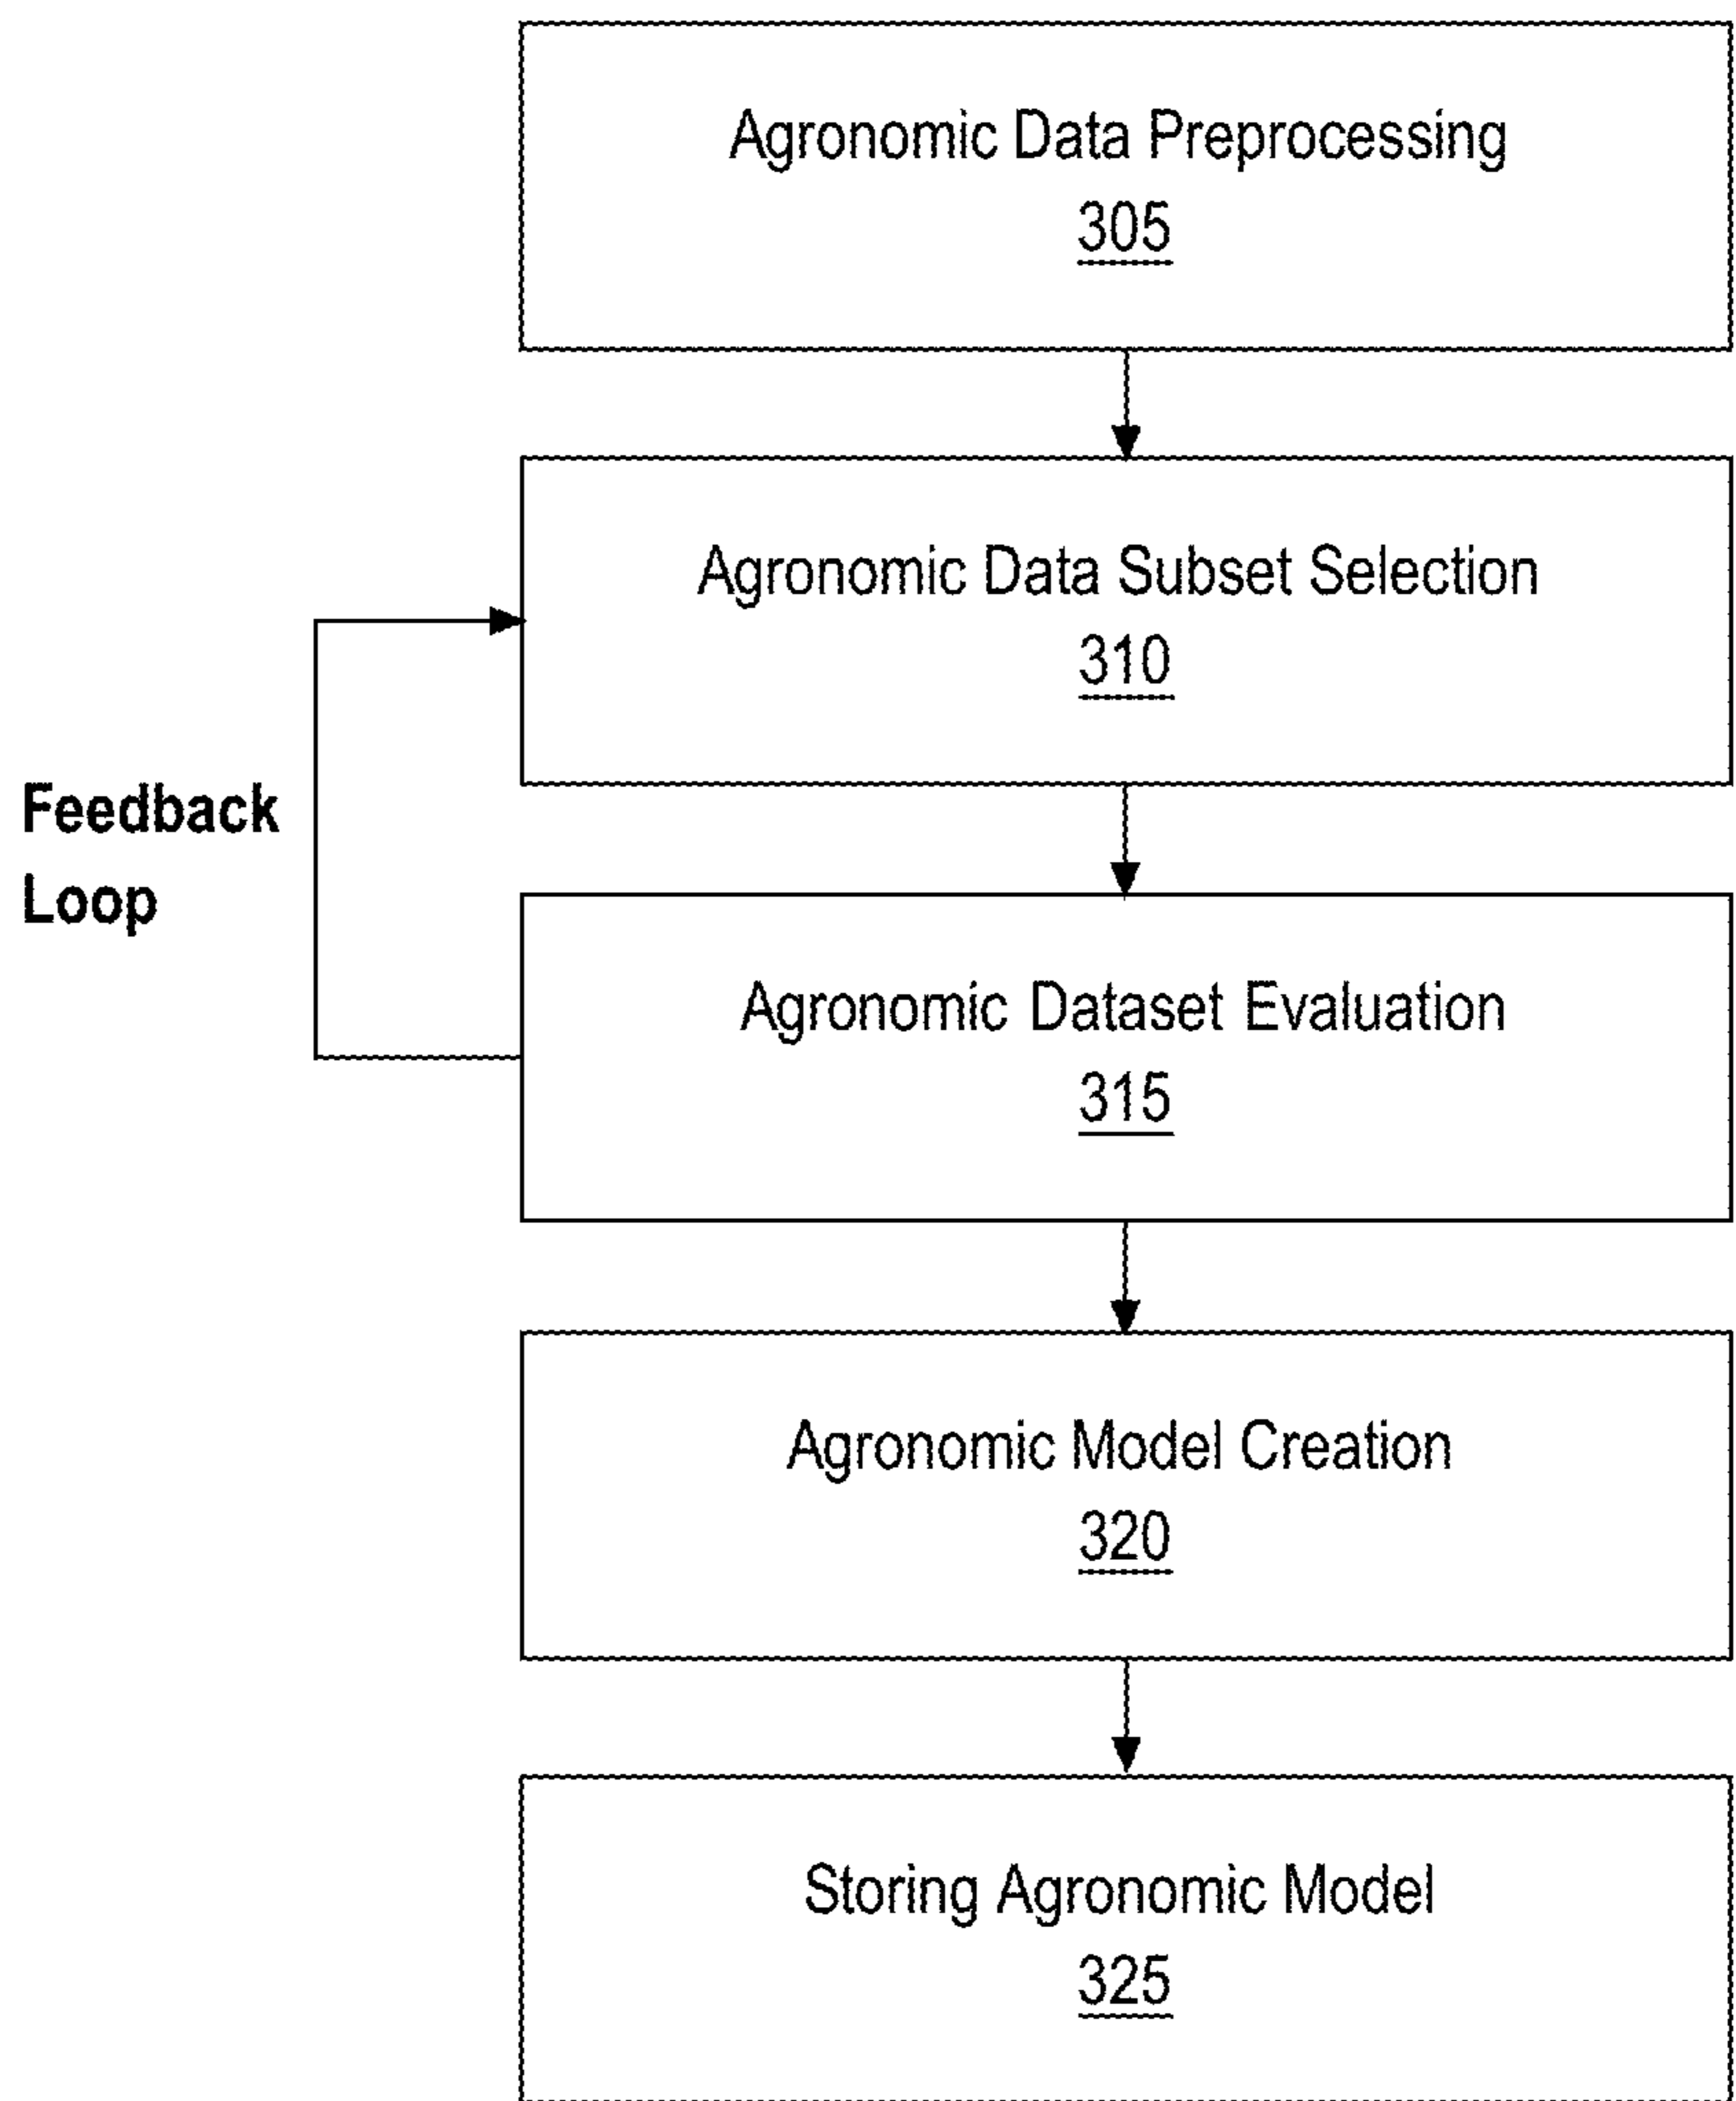 Agronomic Data Preprocessing
305
Agronomic Data Subset Selection
310
Feedback
Loop
Agronomic Dataset Evaluation
315
Agronomic Model Creation
320
Storing Agronomic Model
325